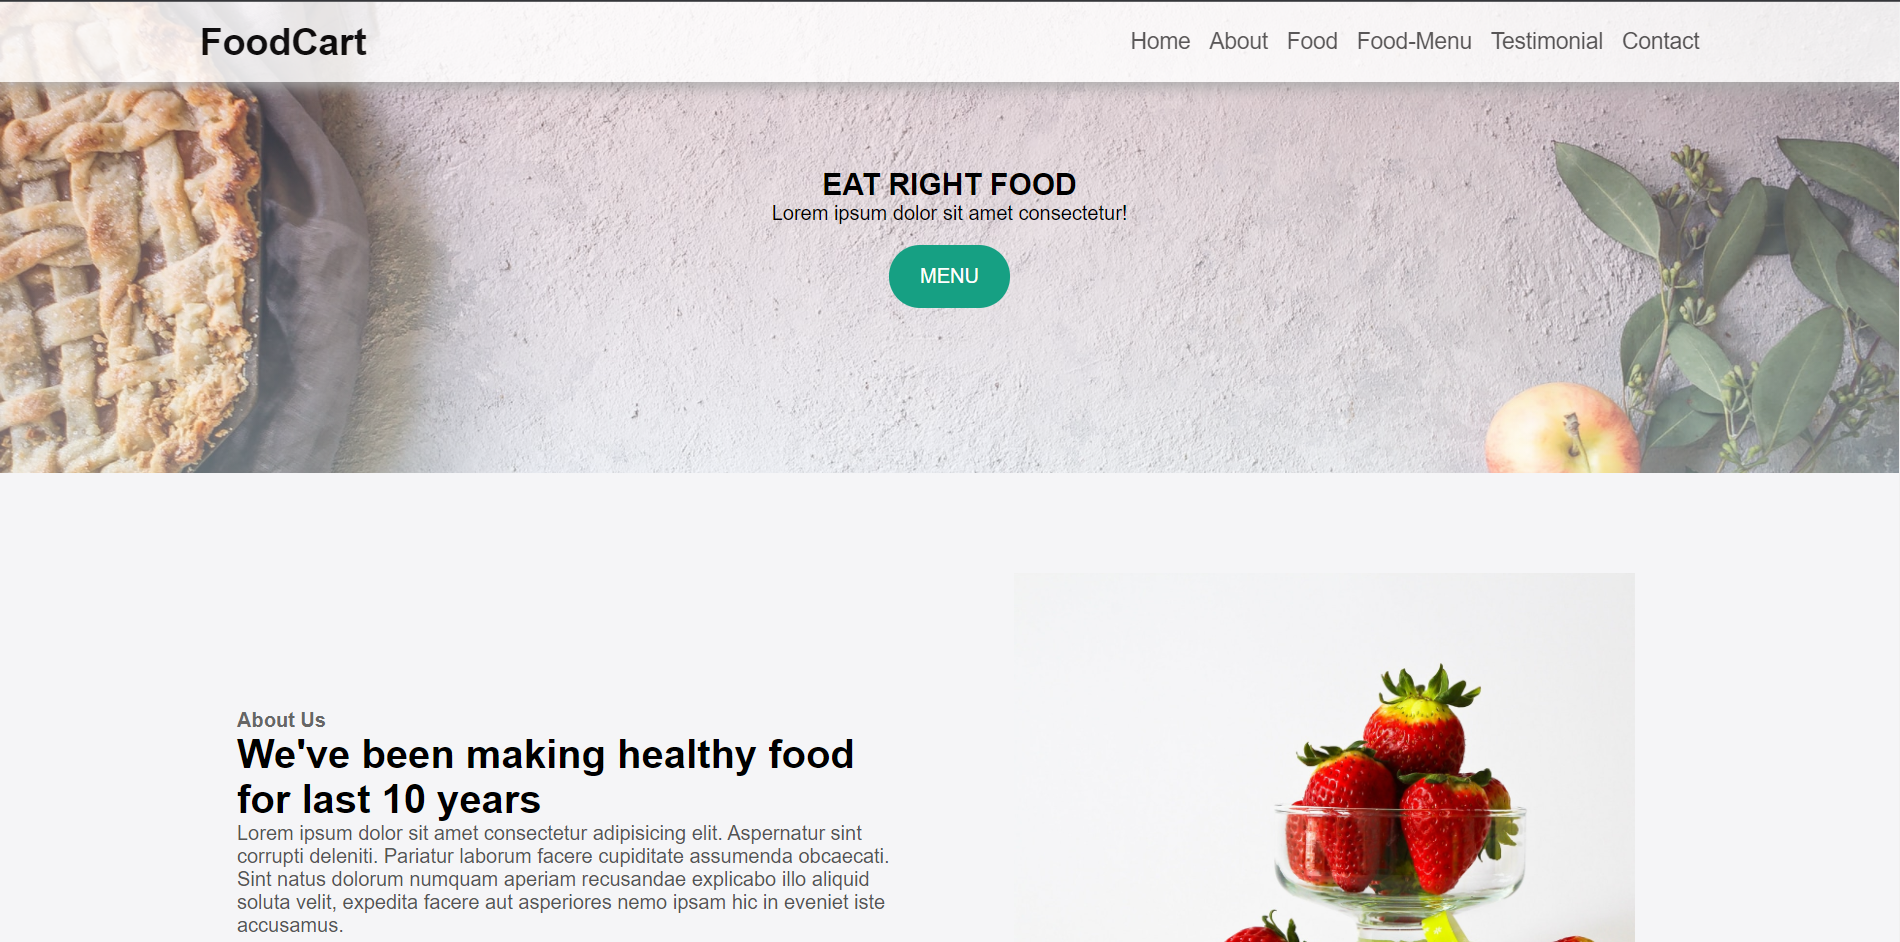 FoodCart
Home About Food Food-Menu Testimonial Contact
EAT RIGHT FOOD
Lorem ipsum dolor sit amet consectetur!
MENU
About Us
We've been making healthy food
for last 10 years
Lorem ipsum dolor sit amet consectetur adipisicing elit. Aspernatur sint
corrupti deleniti. Pariatur laborum facere cupiditate assumenda obcaecati.
Sint natus dolorum numquam aperiam recusandae explicabo illo aliquid
soluta velit, expedita facere aut asperiores nemo ipsam hic in eveniet iste
accusamus.